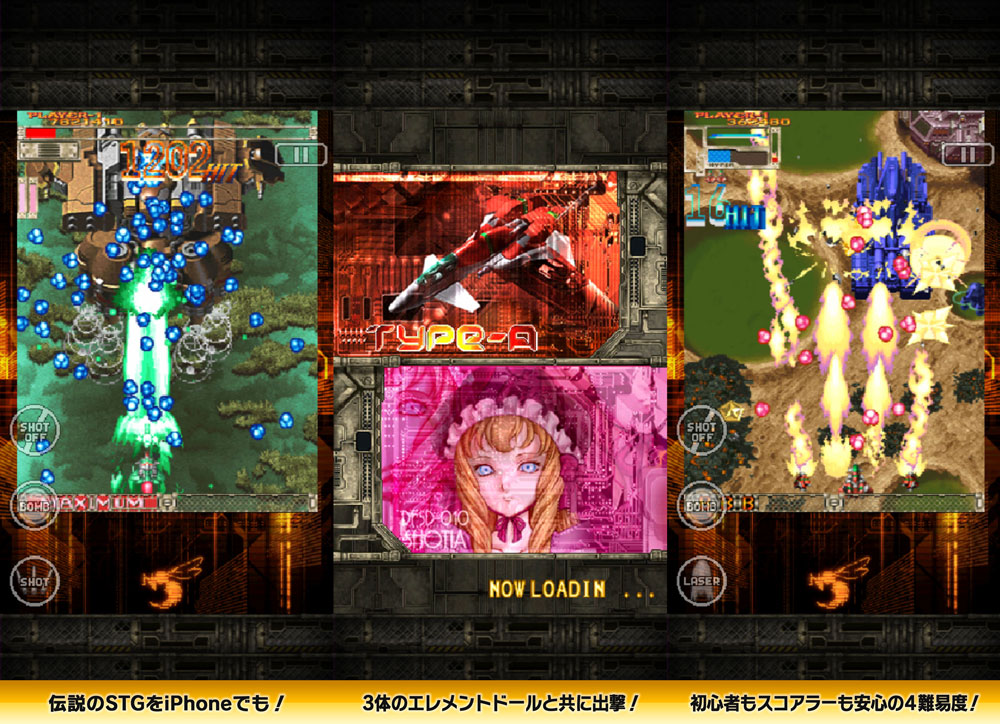 PLAYER-1
7821410
1202HIT
SHOT
OFF
BOMB
MAXIMUM
SHOT
伝説のSTGをiPhoneでも!
TYPE-A
DFSD-010
SHOTIA
NOW LOADIN ...
3体のエレメントドールと共に出撃!
PLAYER-1
362980
16HIT
SHOT
OFF
BOMB
LASER
初心者もスコアラーも安心の4難易度!